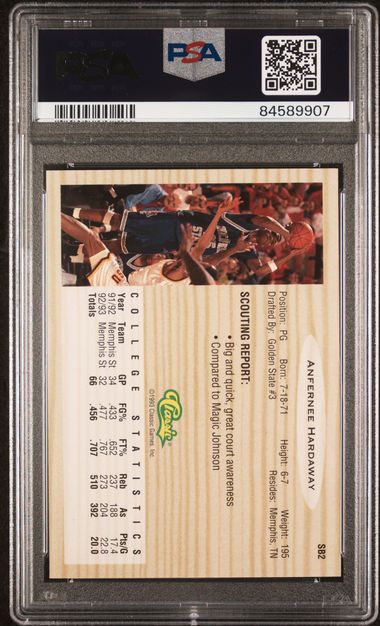 PSA
PSA
84589907
SB2
ANFERNEE HARDAWAY
Position: PG Born: 7-18-71 Height: 6-7 Weight: 195
Drafted By: Golden State #3 Resides: Memphis, TN
SCOUTING REPORT:
• Big and quick, great court awareness
• Compared to Magic Johnson
Classic
©1993 Classic Games, Inc.
COLLEGE STATISTICS
Year Team GP FG% FT% Reb As Pts/G
91/92 Memphis St 34 .433 .652 237 188 17.4
92/93 Memphis St 32 .477 .767 273 204 22.8
Totals 66 .456 .707 510 392 20.0